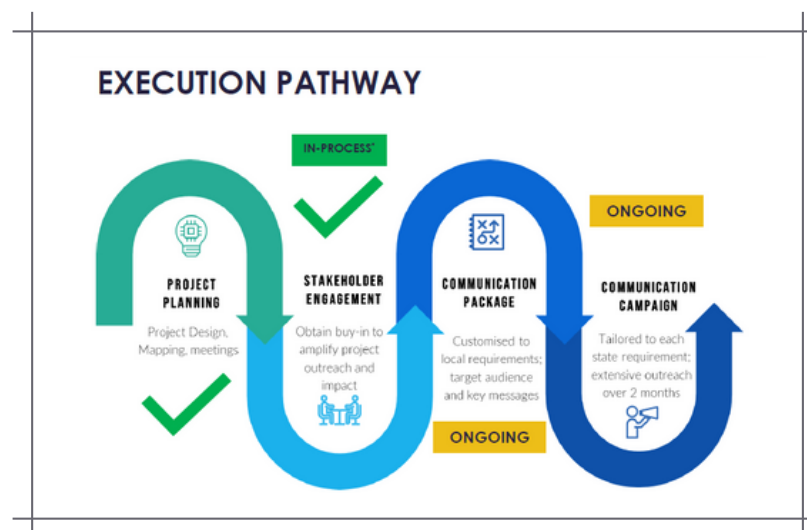 EXECUTION PATHWAY
IN-PROCESS*
PROJECT
PLANNING
Project Design,
Mapping, meetings
STAKEHOLDER
ENGAGEMENT
Obtain buy-in to
amplify project
outreach and
impact
COMMUNICATION
PACKAGE
Customised to
local requirements;
target audience
and key messages
ONGOING
ONGOING
COMMUNICATION
CAMPAIGN
Tailored to each
state requirement;
extensive outreach
over 2 months